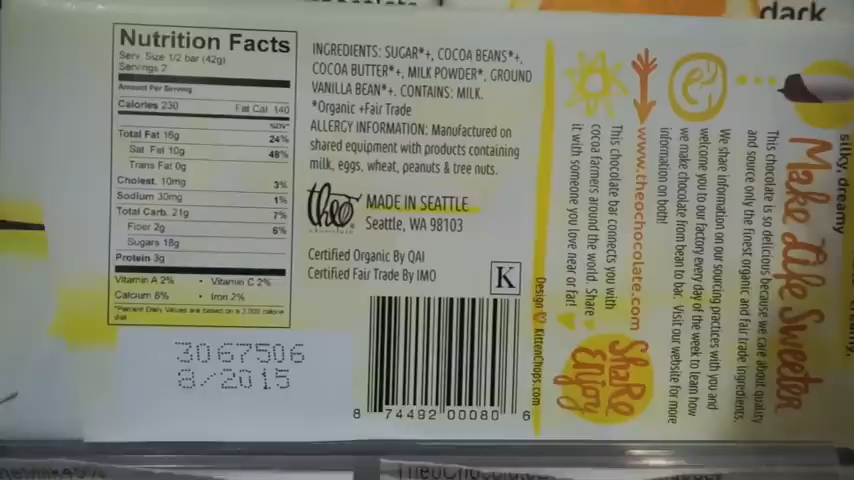 dark
Nutrition Facts
Serv. Size 1/2 bar (42g)
Servings 2
Amount Per Serving
Calories 230 Fat Cal. 140
%DV*
Total Fat 16g 24%
Sat. Fat 10g 48%
Trans Fat 0g
Cholest. 10mg 3%
Sodium 30mg 1%
Total Carb. 21g 7%
Fiber 2g 6%
Sugars 18g
Protein 3g
Vitamin A 2% • Vitamin C 2%
Calcium 6% • Iron 2%
*Percent Daily Values are based on a 2,000 calorie
diet
3067506
8/2015
INGREDIENTS: SUGAR*+, COCOA BEANS*+,
COCOA BUTTER*+, MILK POWDER*, GROUND
VANILLA BEAN*+. CONTAINS: MILK.
*Organic +Fair Trade
ALLERGY INFORMATION: Manufactured on
shared equipment with products containing
milk, eggs, wheat, peanuts & tree nuts.
theo
chocolate
MADE IN SEATTLE
Seattle, WA 98103
Certified Organic By QAI
Certified Fair Trade By IMO
K
8 74492 00080 6
Design KittenChops.com
silky, dreamy
Make Life Sweeter
This chocolate is so delicious because we care about quality
and source only the finest organic and fair trade ingredients.
We share information on our sourcing practices with you and
welcome you to our factory every day of the week to learn how
we make chocolate from bean to bar. Visit our website for more
information on both!
www.theochocolate.com
This chocolate bar connects you with
cocoa farmers around the world. Share
it with someone you love near or far!
ShaRe
Enjoy